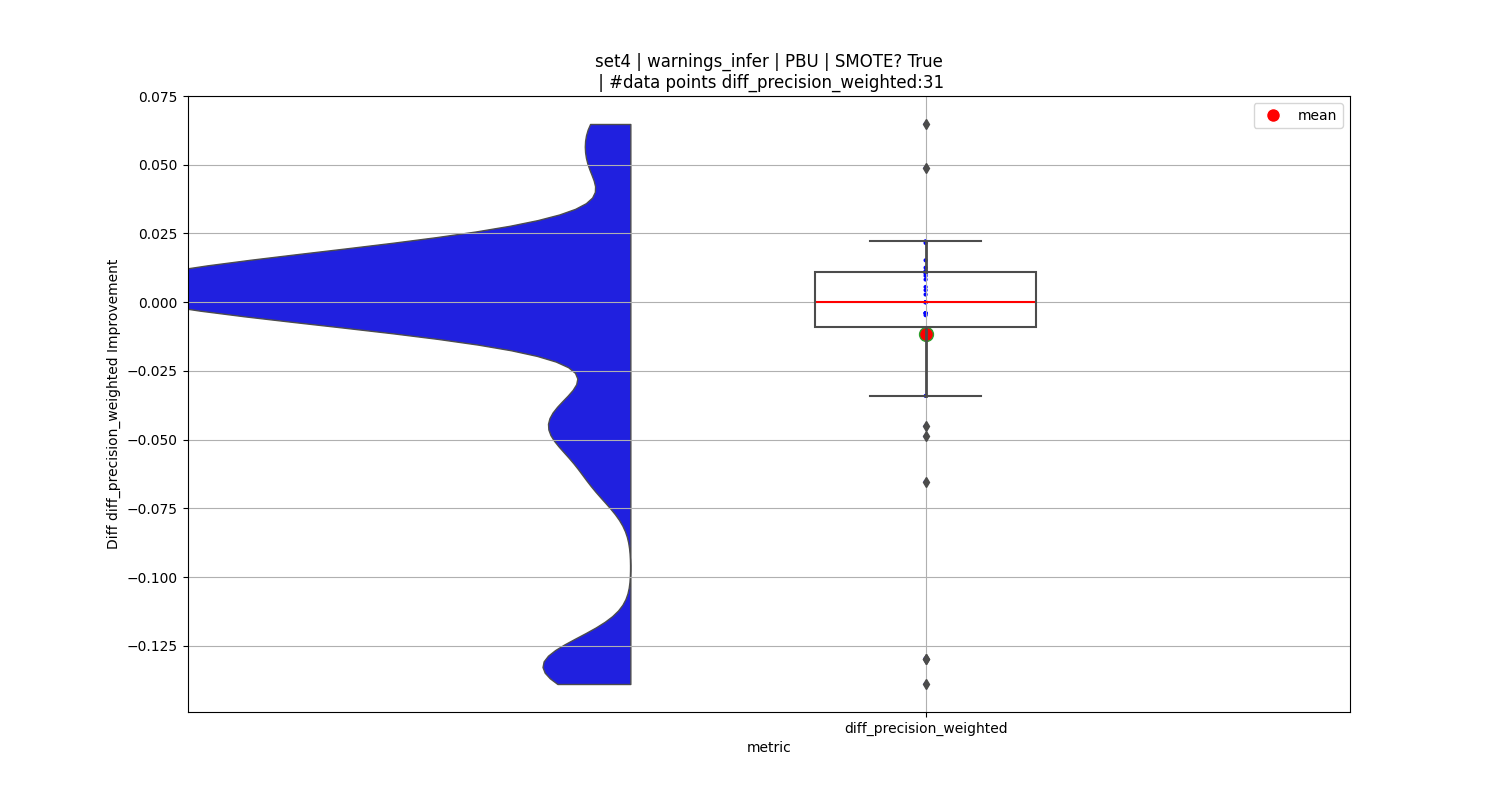 set4 | warnings_infer | PBU | SMOTE? True
| #data points diff_precision_weighted:31
mean
0.075
0.050
0.025
0.000
−0.025
−0.050
−0.075
−0.100
−0.125
Diff diff_precision_weighted Improvement
diff_precision_weighted
metric